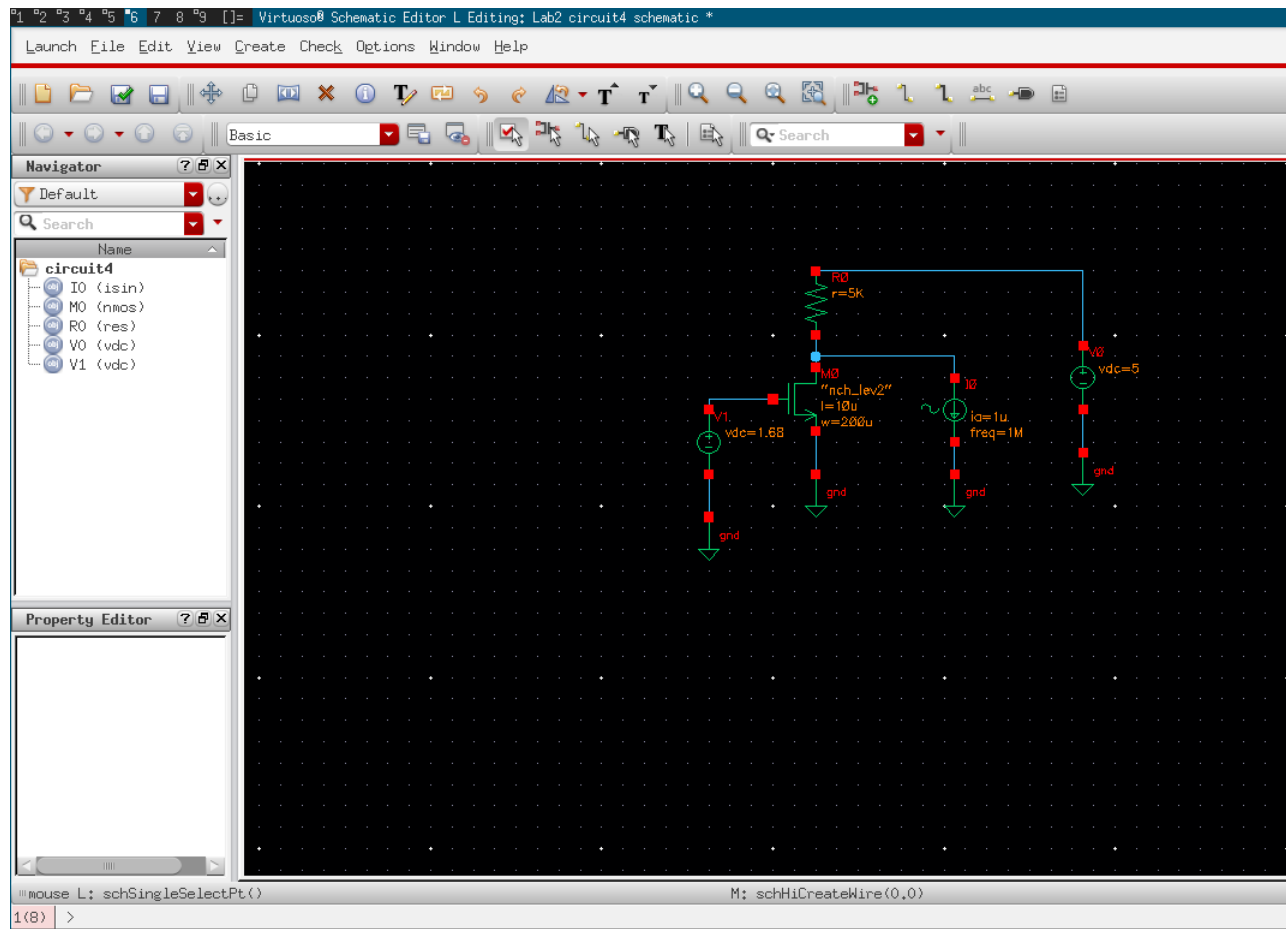 1 2 3 4 5 6 7 8 9 []= Virtuoso® Schematic Editor L Editing: Lab2 circuit4 schematic *
Launch File Edit View Create Check Options Window Help
abc
Basic
Search
Navigator
Default
Search
Name
circuit4
I0 (isin)
M0 (nmos)
R0 (res)
V0 (vdc)
V1 (vdc)
R0
r=5K
V0
vdc=5
gnd
M0
"nch_lev2"
l=10u
w=200u
gnd
I0
ia=1u
freq=1M
gnd
V1
vdc=1.68
gnd
Property Editor
mouse L: schSingleSelectPt()
M: schHiCreateWire(0,0)
1(8) >